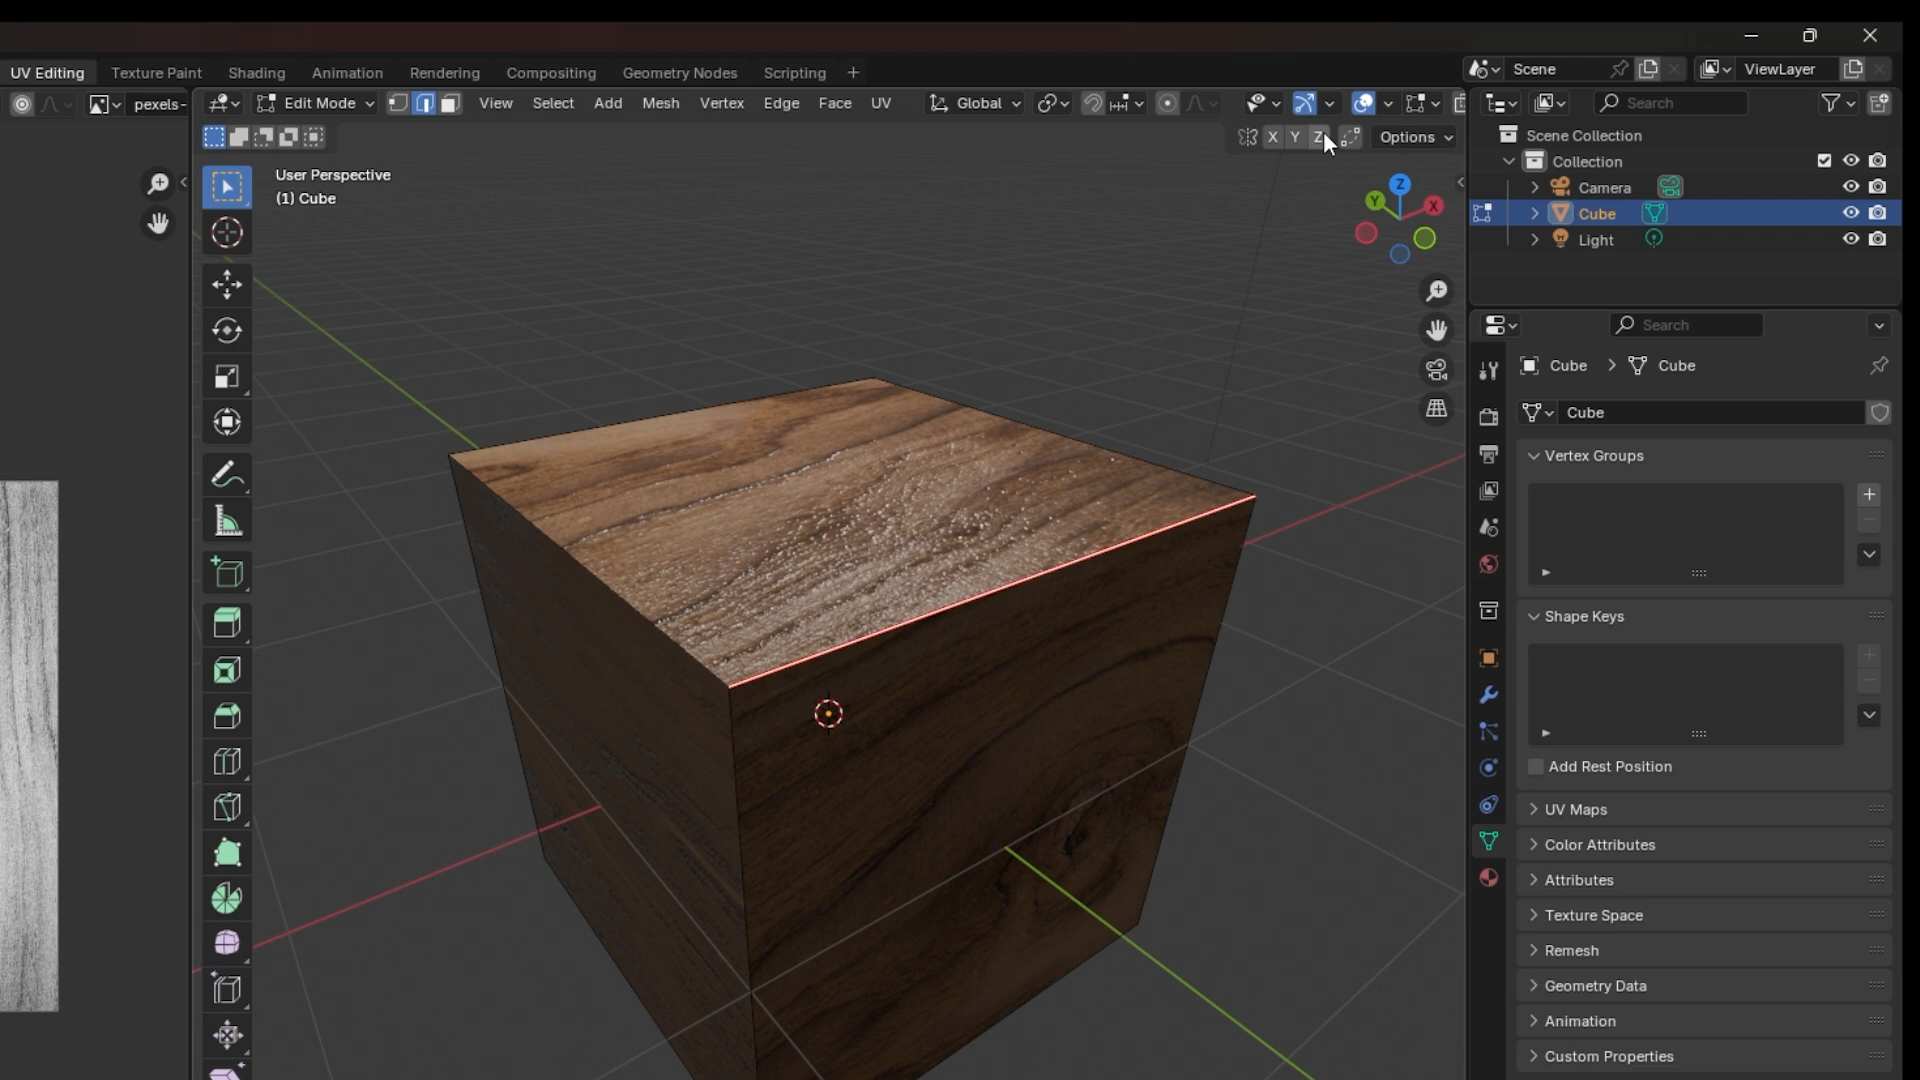 UV Editing Texture Paint Shading Animation Rendering Compositing Geometry Nodes Scripting + Scene ViewLayer
pexels- Edit Mode View Select Add Mesh Vertex Edge Face UV Global Search
X Y Z Options
Scene Collection
Collection
Camera
Cube
Light
User Perspective
(1) Cube
Z
Y
X
Search
Cube > Cube
Cube
Vertex Groups
Shape Keys
Add Rest Position
UV Maps
Color Attributes
Attributes
Texture Space
Remesh
Geometry Data
Animation
Custom Properties